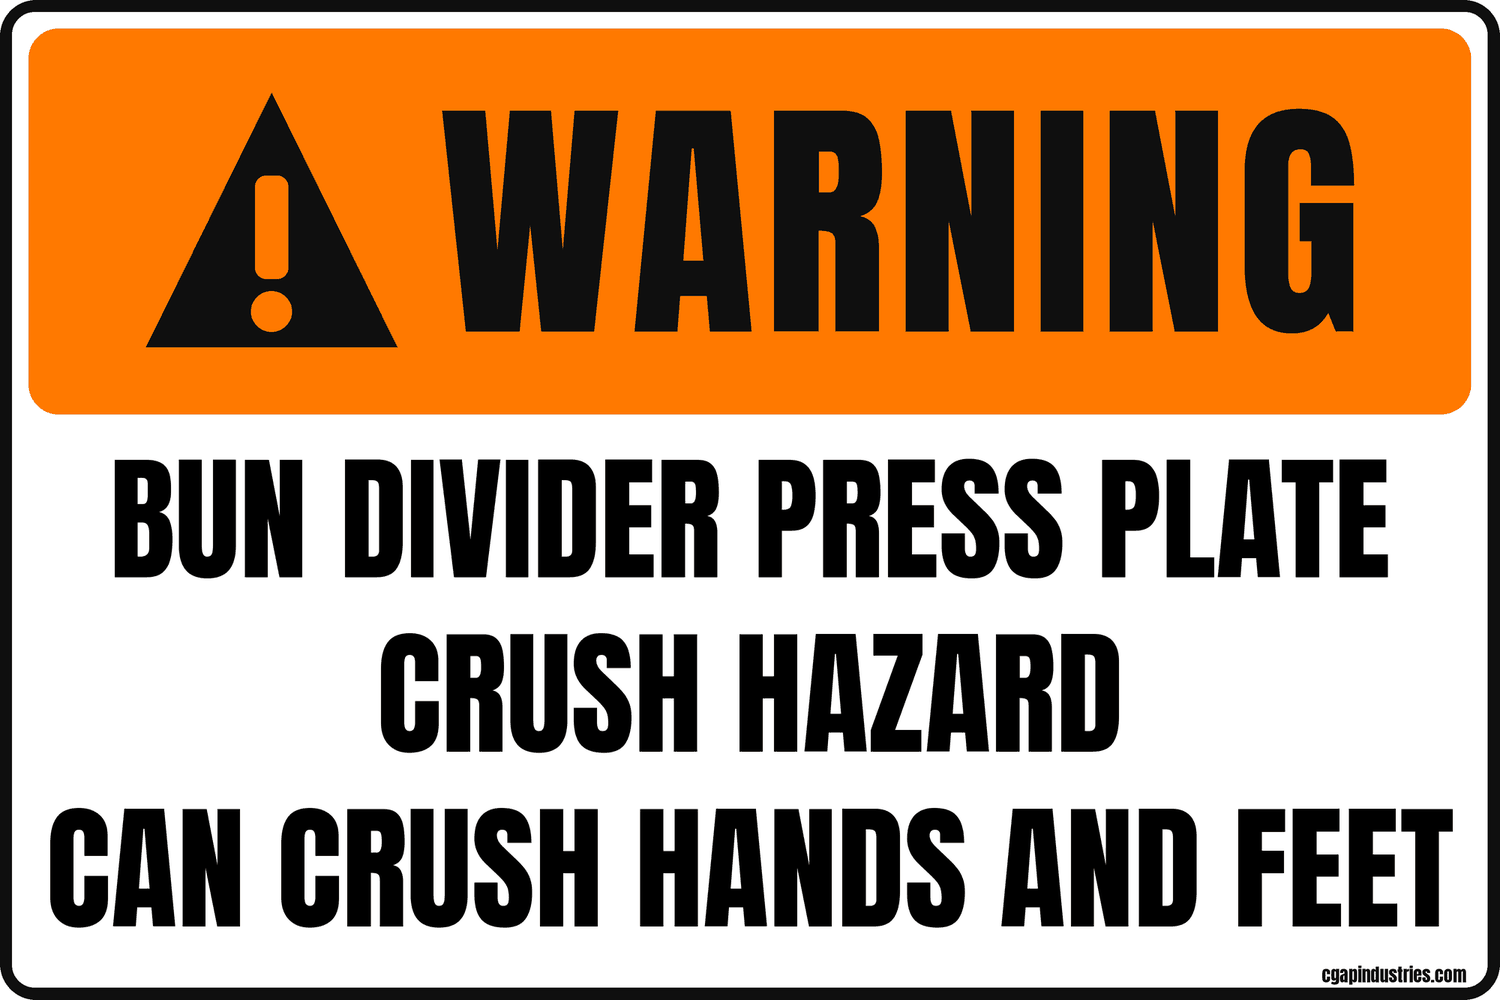 WARNING
BUN DIVIDER PRESS PLATE
CRUSH HAZARD
CAN CRUSH HANDS AND FEET
cgapindustries.com